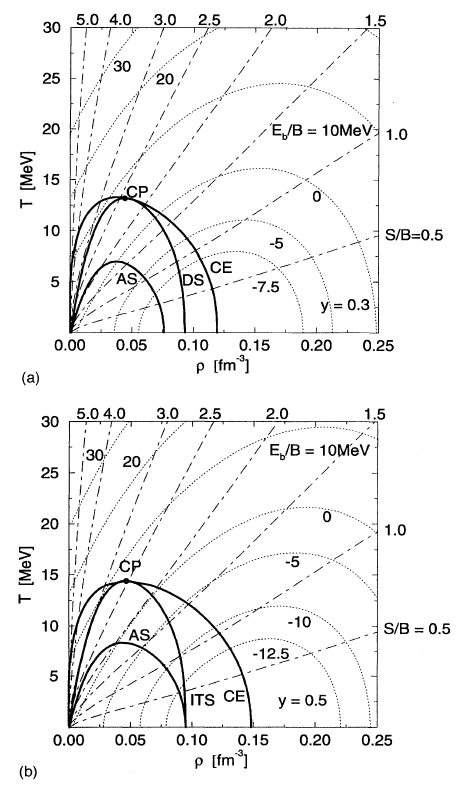 5.0 4.0 3.0 2.5 2.0 1.5
30
30
20
25
20
E_b/B = 10MeV
1.0
T [MeV]
15
CP
0
10
S/B=0.5
-5
AS
DS
CE
5
-7.5
y = 0.3
0.00 0.05 0.10 0.15 0.20 0.25
ρ [fm⁻³]
(a)
5.0 4.0 3.0 2.5 2.0 1.5
30
30
20
E_b/B = 10MeV
25
20
0
1.0
T [MeV]
-5
15
CP
10
-10
S/B = 0.5
AS
-12.5
5
ITS
CE
y = 0.5
0.00 0.05 0.10 0.15 0.20 0.25
ρ [fm⁻³]
(b)